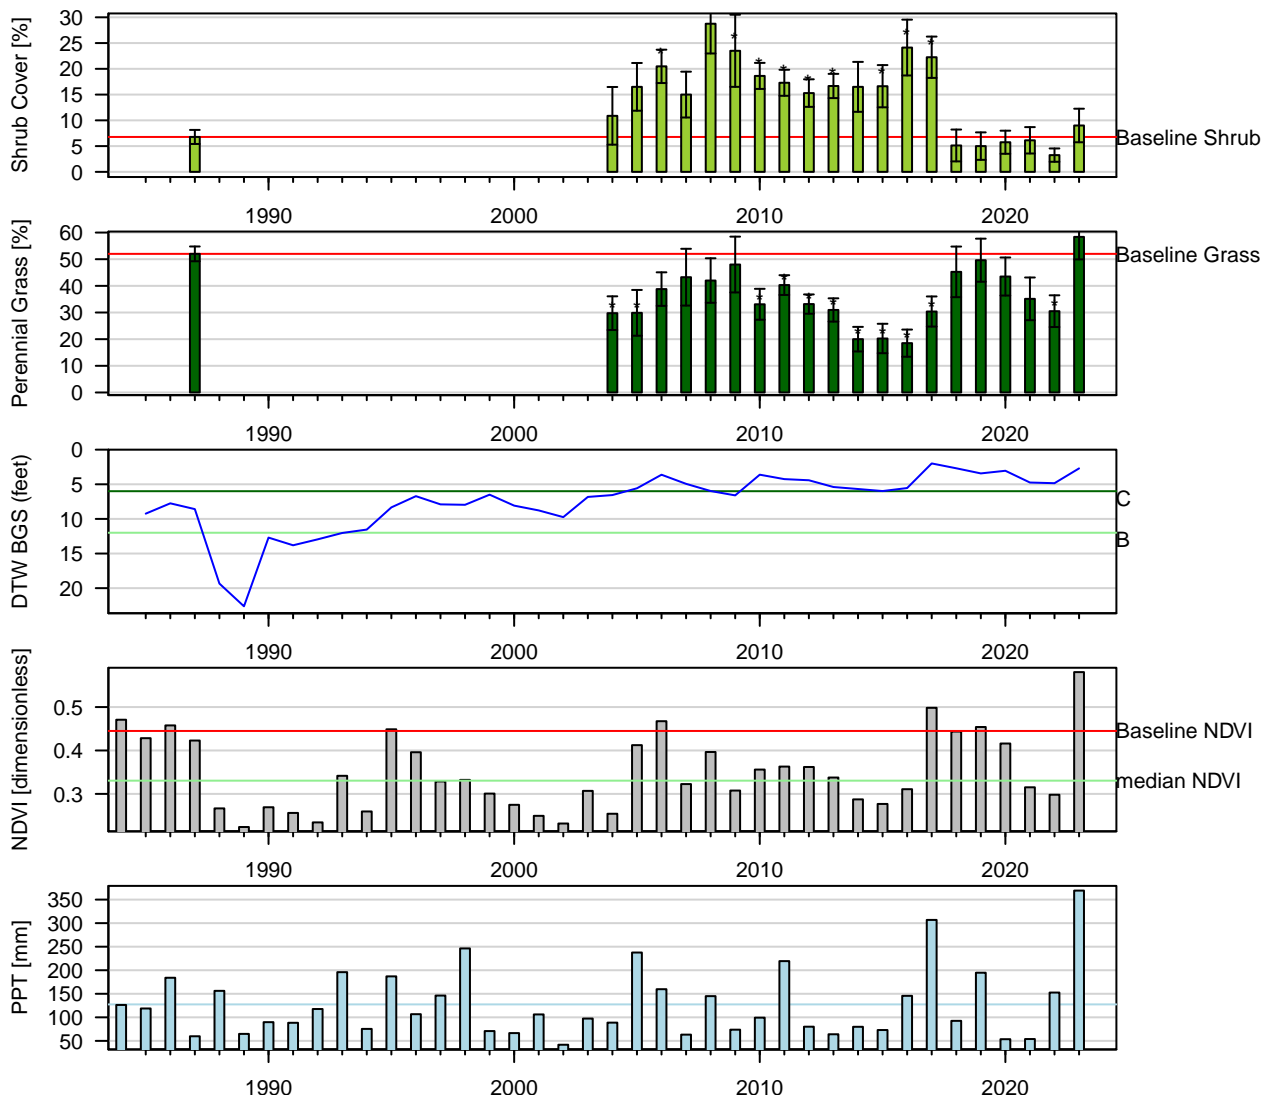 Shrub Cover [%]
30
25
20
15
10
5
0
Baseline Shrub
1990 2000 2010 2020
Perennial Grass [%]
60
50
40
30
20
10
0
Baseline Grass
1990 2000 2010 2020
DTW BGS (feet)
0
5
10
15
20
C
B
1990 2000 2010 2020
NDVI [dimensionless]
0.5
0.4
0.3
Baseline NDVI
median NDVI
1990 2000 2010 2020
PPT [mm]
350
300
250
200
150
100
50
1990 2000 2010 2020